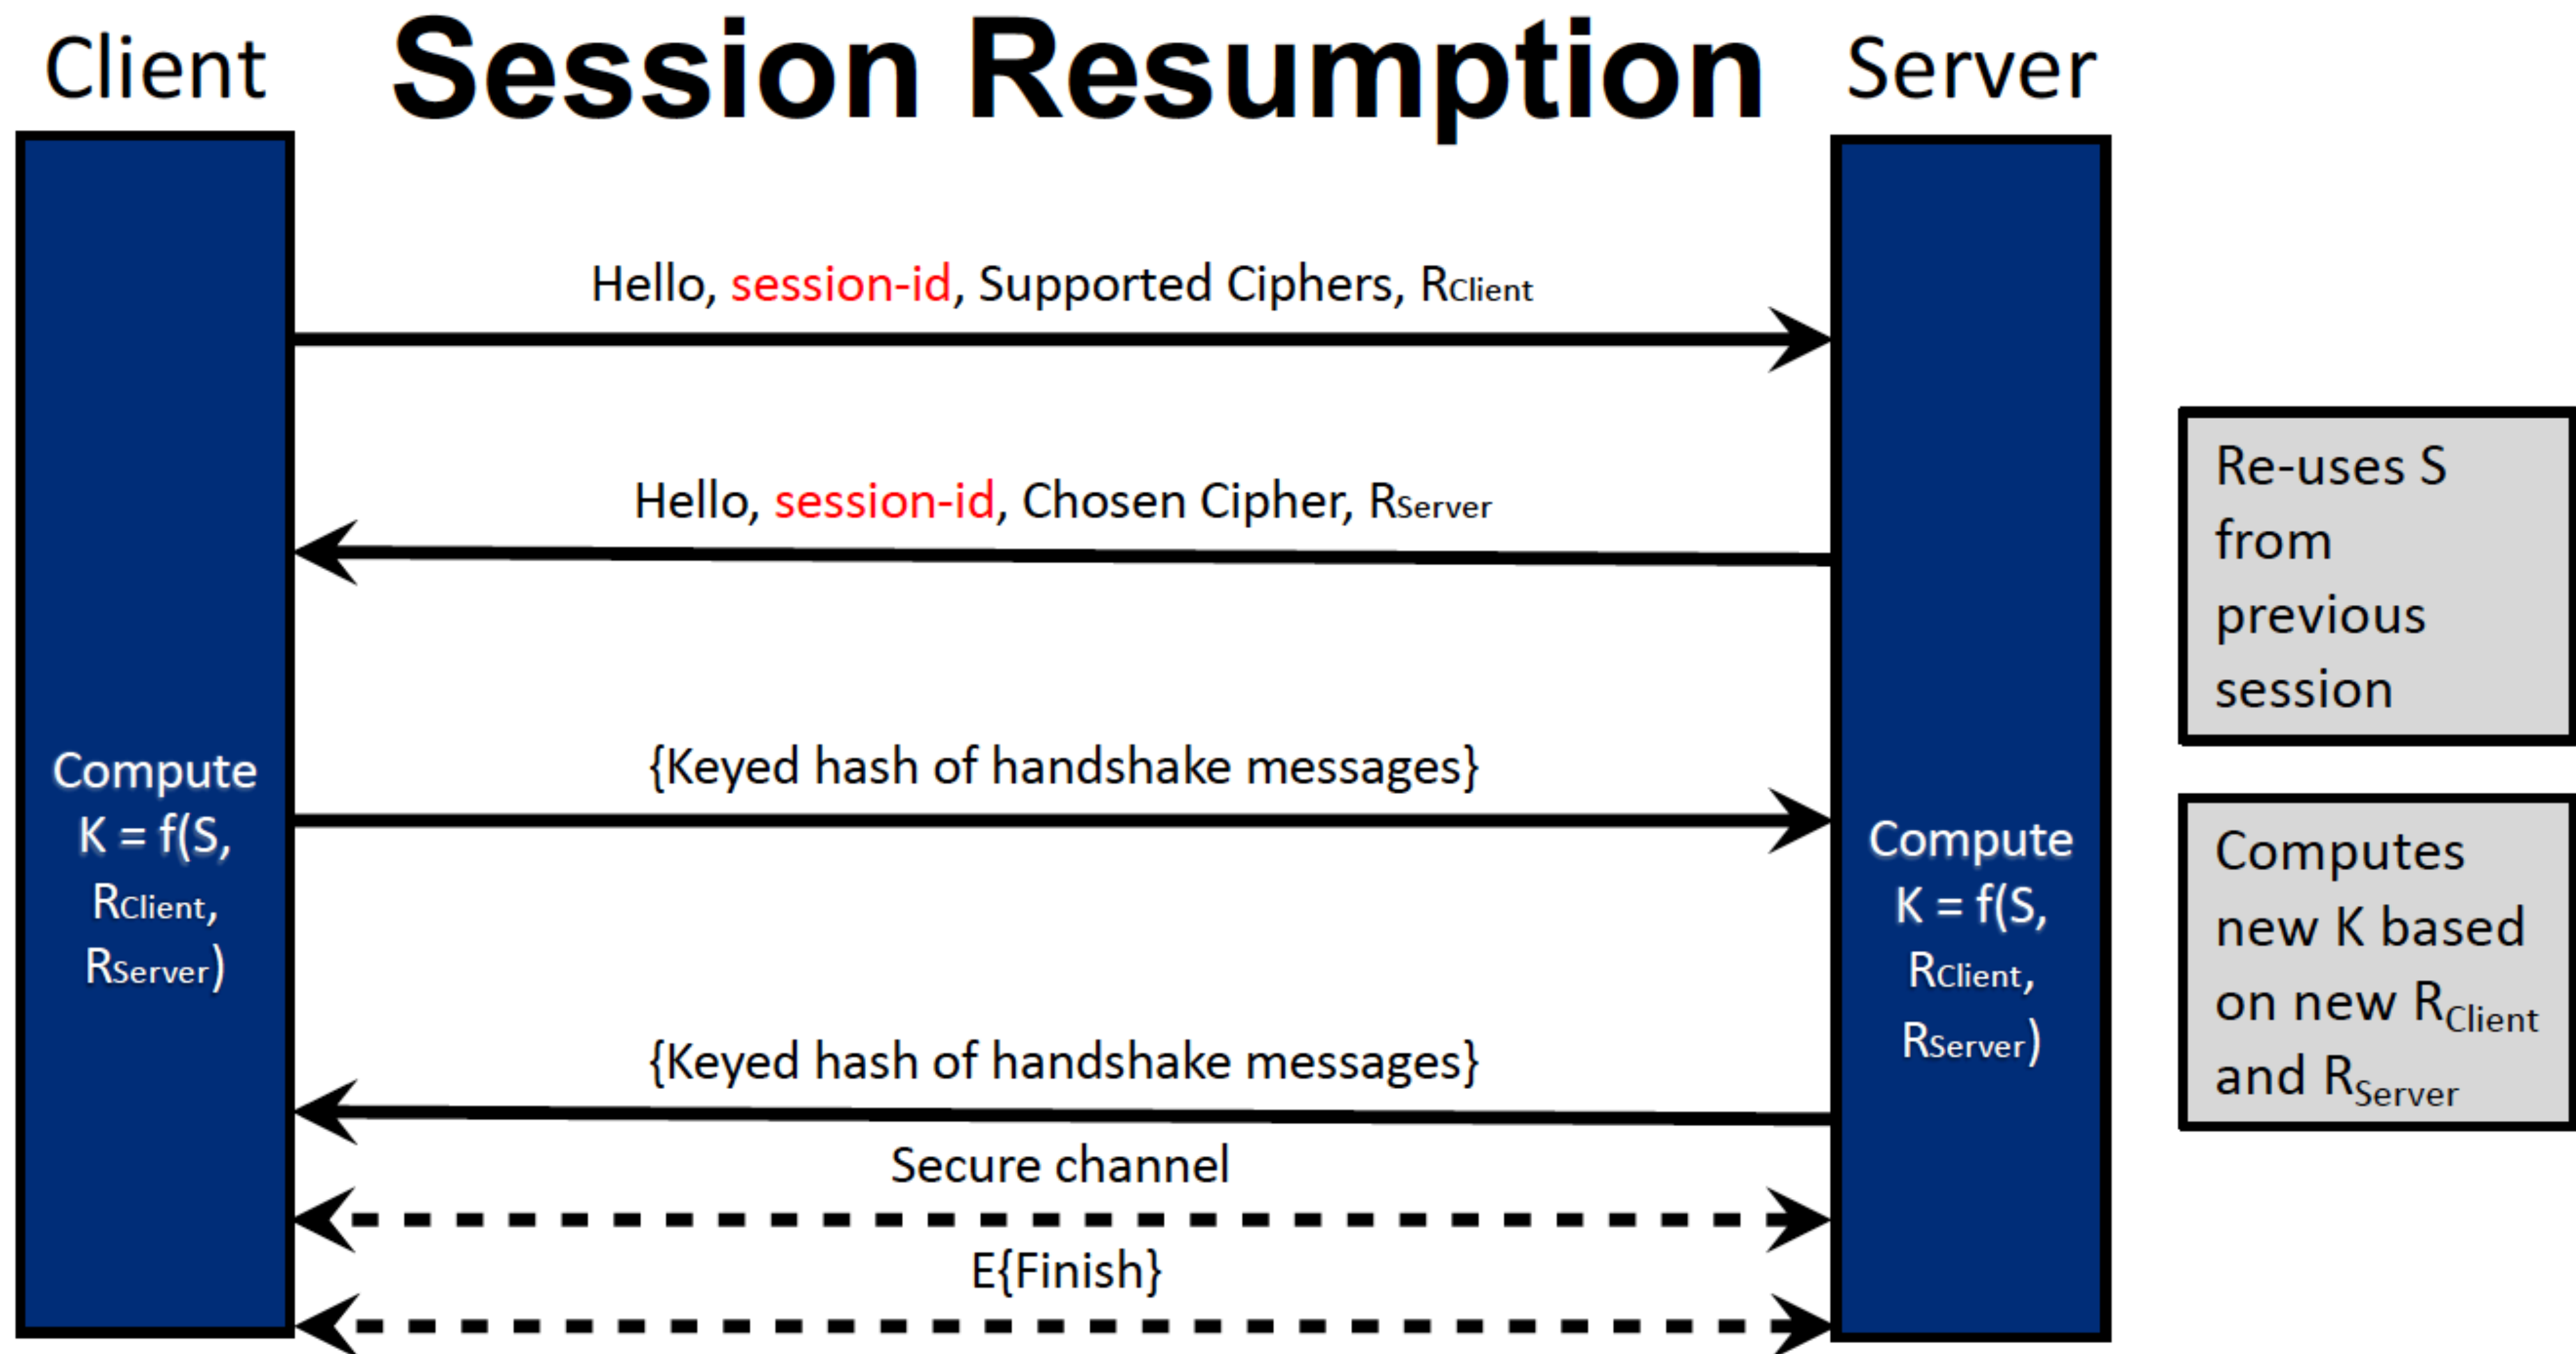 Client
Session Resumption
Server
Hello, session-id, Supported Ciphers, RClient
Hello, session-id, Chosen Cipher, RServer
Re-uses S
from
previous
session
{Keyed hash of handshake messages}
Compute
K = f(S,
RClient,
RServer)
Compute
K = f(S,
RClient,
RServer)
Computes
new K based
on new RClient
and RServer
{Keyed hash of handshake messages}
Secure channel
E{Finish}